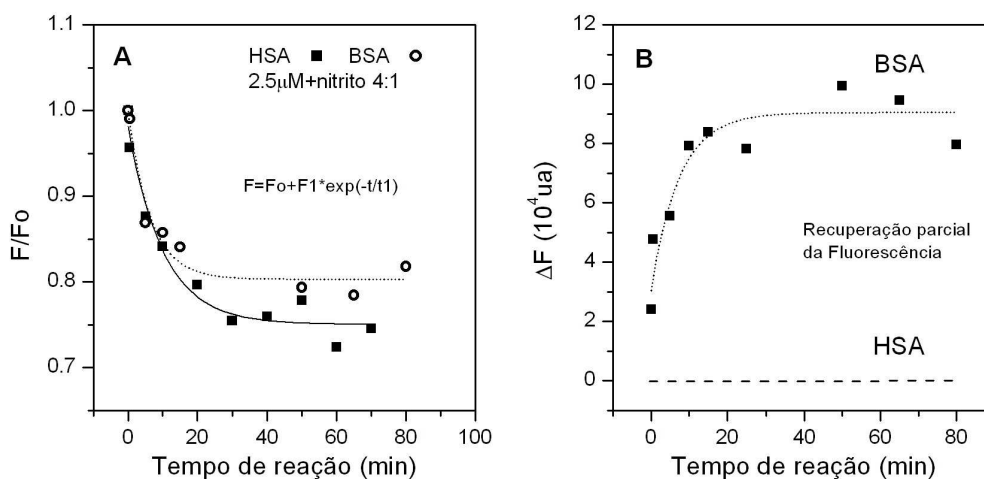 A
HSA ■ BSA o
2.5µM+nitrito 4:1
F=Fo+F1*exp(-t/t1)
F/Fo
1.1
1.0
0.9
0.8
0.7
0 20 40 60 80 100
Tempo de reação (min)
B
BSA
Recuperação parcial
da Fluorescência
HSA
ΔF (10⁴ua)
12
10
8
6
4
2
0
0 20 40 60 80
Tempo de reação (min)